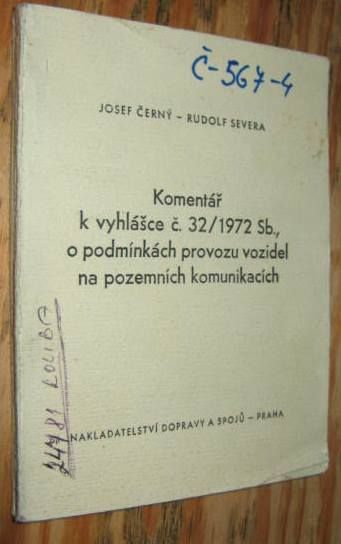 Č-567-4
JOSEF ČERNÝ – RUDOLF SEVERA
Komentář
k vyhlášce č. 32/1972 Sb.,
o podmínkách provozu vozidel
na pozemních komunikacích
NAKLADATELSTVÍ DOPRAVY A SPOJŮ – PRAHA
KOLIBA